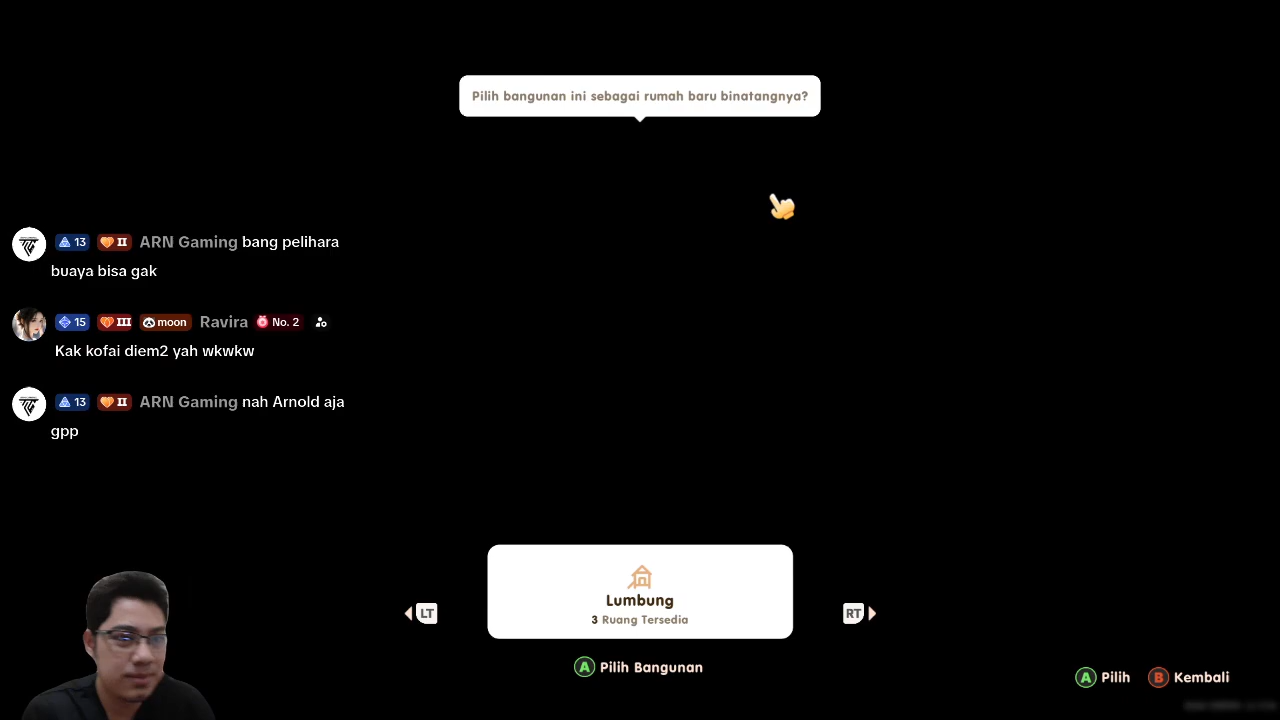 Pilih bangunan ini sebagai rumah baru binatangnya?
13 II ARN Gaming bang pelihara
buaya bisa gak
15 III moon Ravira No. 2
Kak kofai diem2 yah wkwkw
13 II ARN Gaming nah Arnold aja
gpp
Lumbung
3 Ruang Tersedia
LT
RT
A Pilih Bangunan
A Pilih B Kembali